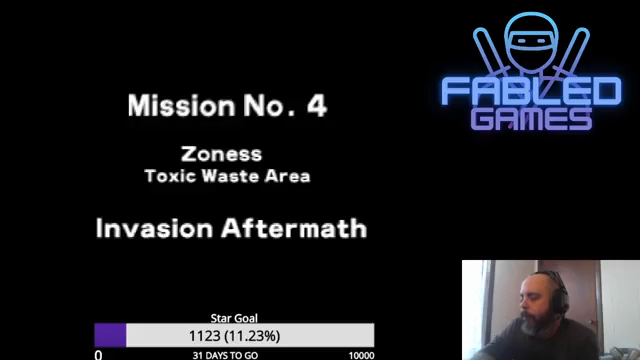 Mission No. 4
Zoness
Toxic Waste Area
Invasion Aftermath
FABLED
GAMES
Star Goal
1123 (11.23%)
0 31 DAYS TO GO 10000